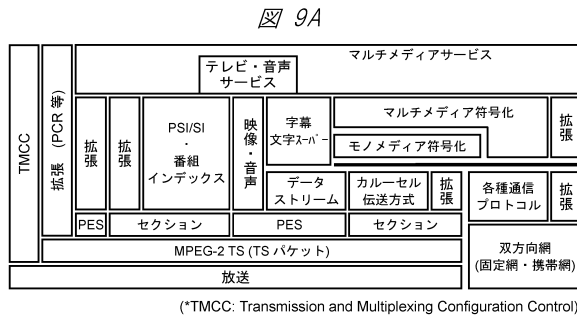 図 9A
マルチメディアサービス
テレビ・音声
サービス
TMCC
拡張 (PCR 等)
拡張
拡張
PSI/SI
・
番組
インデックス
映像・音声
字幕
文字スーパー
マルチメディア符号化
モノメディア符号化
拡張
データ
ストリーム
カルーセル
伝送方式
拡張
各種通信
プロトコル
拡張
PES
セクション
PES
セクション
MPEG-2 TS (TS パケット)
双方向網
(固定網・携帯網)
放送
(*TMCC: Transmission and Multiplexing Configuration Control)